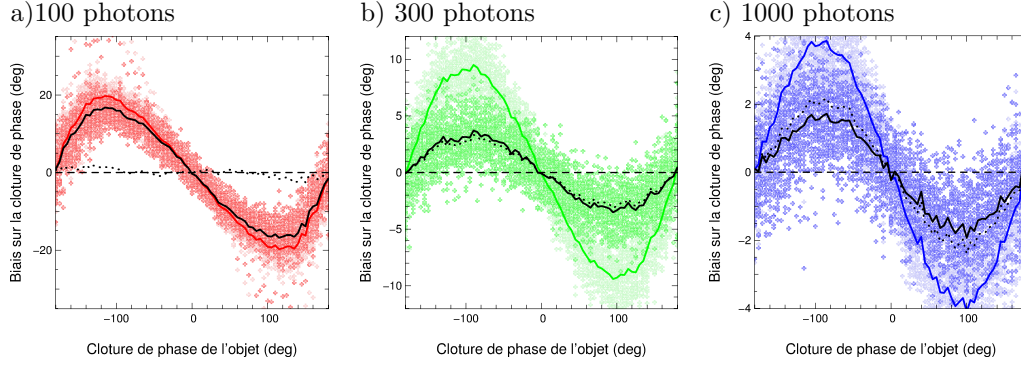 a)100 photons
b) 300 photons
c) 1000 photons
Biais sur la cloture de phase (deg)
20
0
−20
−100
0
100
Cloture de phase de l'objet (deg)
Biais sur la cloture de phase (deg)
10
5
0
−5
−10
−100
0
100
Cloture de phase de l'objet (deg)
Biais sur la cloture de phase (deg)
4
2
0
−2
−4
−100
0
100
Cloture de phase de l'objet (deg)